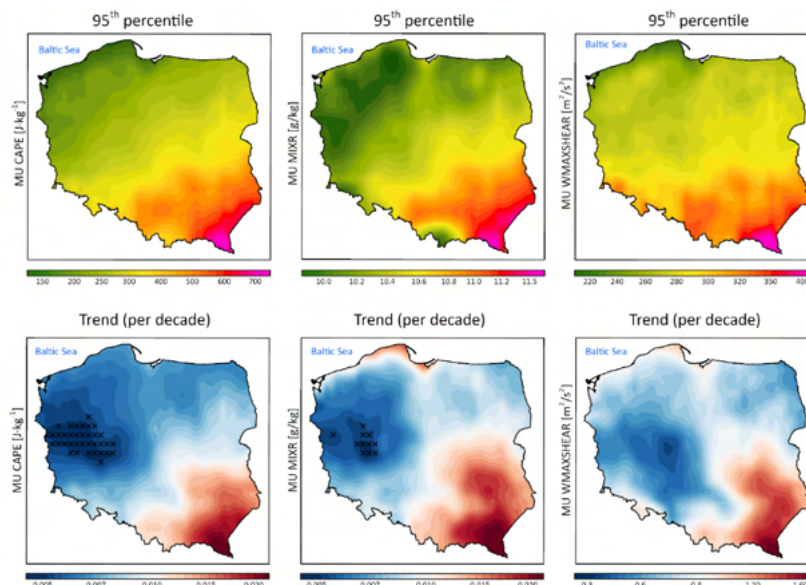 95th percentile
95th percentile
95th percentile
Baltic Sea
Baltic Sea
Baltic Sea
MU CAPE [J·kg⁻¹]
MU MIXR [g/kg]
MU WMAXSHEAR [m²/s²]
150 200 250 300 400 500 600 700
10.0 10.2 10.4 10.6 10.8 11.0 11.2 11.5
220 240 260 280 300 320 350 400
Trend (per decade)
Trend (per decade)
Trend (per decade)
Baltic Sea
Baltic Sea
Baltic Sea
MU CAPE [J·kg⁻¹]
MU MIXR [g/kg]
MU WMAXSHEAR [m²/s²]